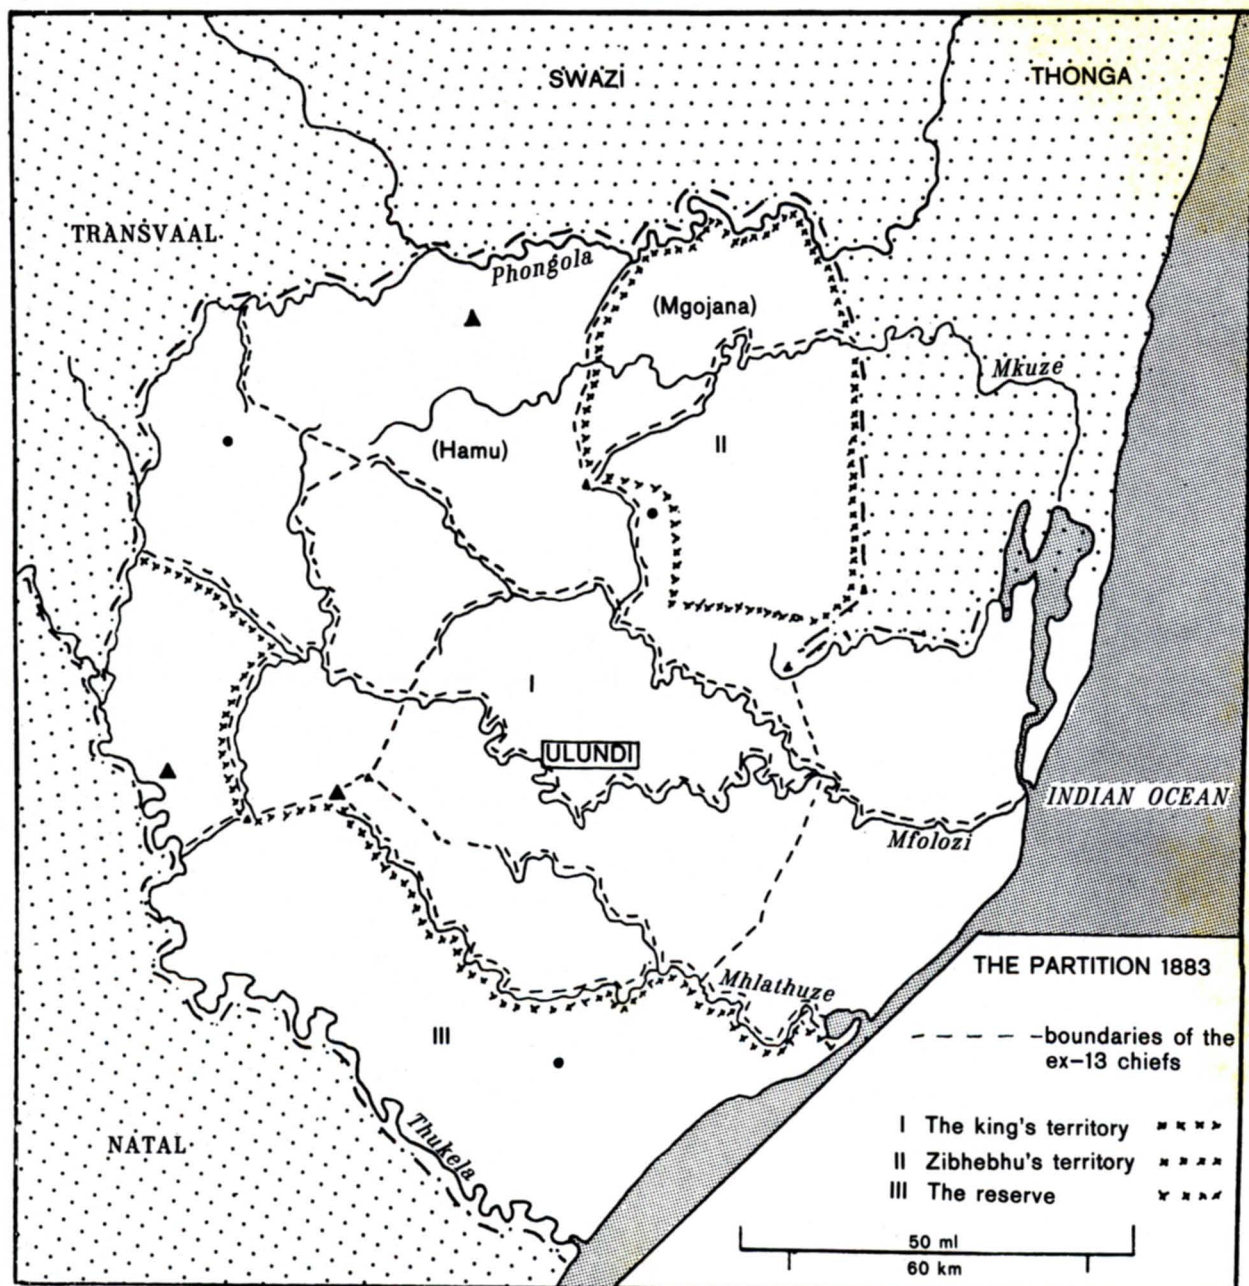 SWAZI
THONGA
TRANSVAAL
Phongola
(Mgojana)
Mkuze
(Hamu)
II
I
ULUNDI
INDIAN OCEAN
Mfolozi
Mhlathuze
III
Thukela
NATAL
THE PARTITION 1883
boundaries of the
ex-13 chiefs
I The king's territory
II Zibhebhu's territory
III The reserve
50 ml
60 km